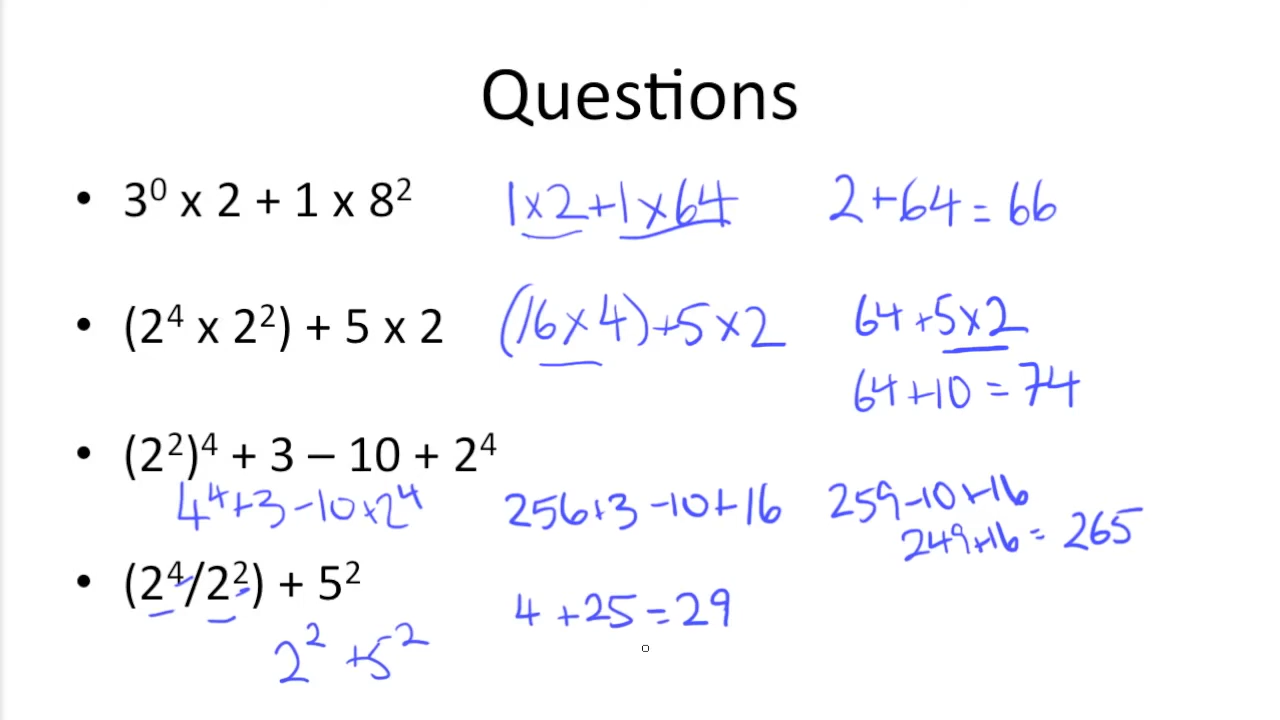 Questions
• 3⁰ x 2 + 1 x 8² 1x2+1x64 2+64=66
• (2⁴ x 2²) + 5 x 2 (16x4)+5x2 64+5x2
64+10=74
• (2²)⁴ + 3 – 10 + 2⁴
4⁴+3-10x2⁴ 256+3-10+16 259-10+16
249+16=265
• (2⁴/2²) + 5² 4+25=29
2²+5²